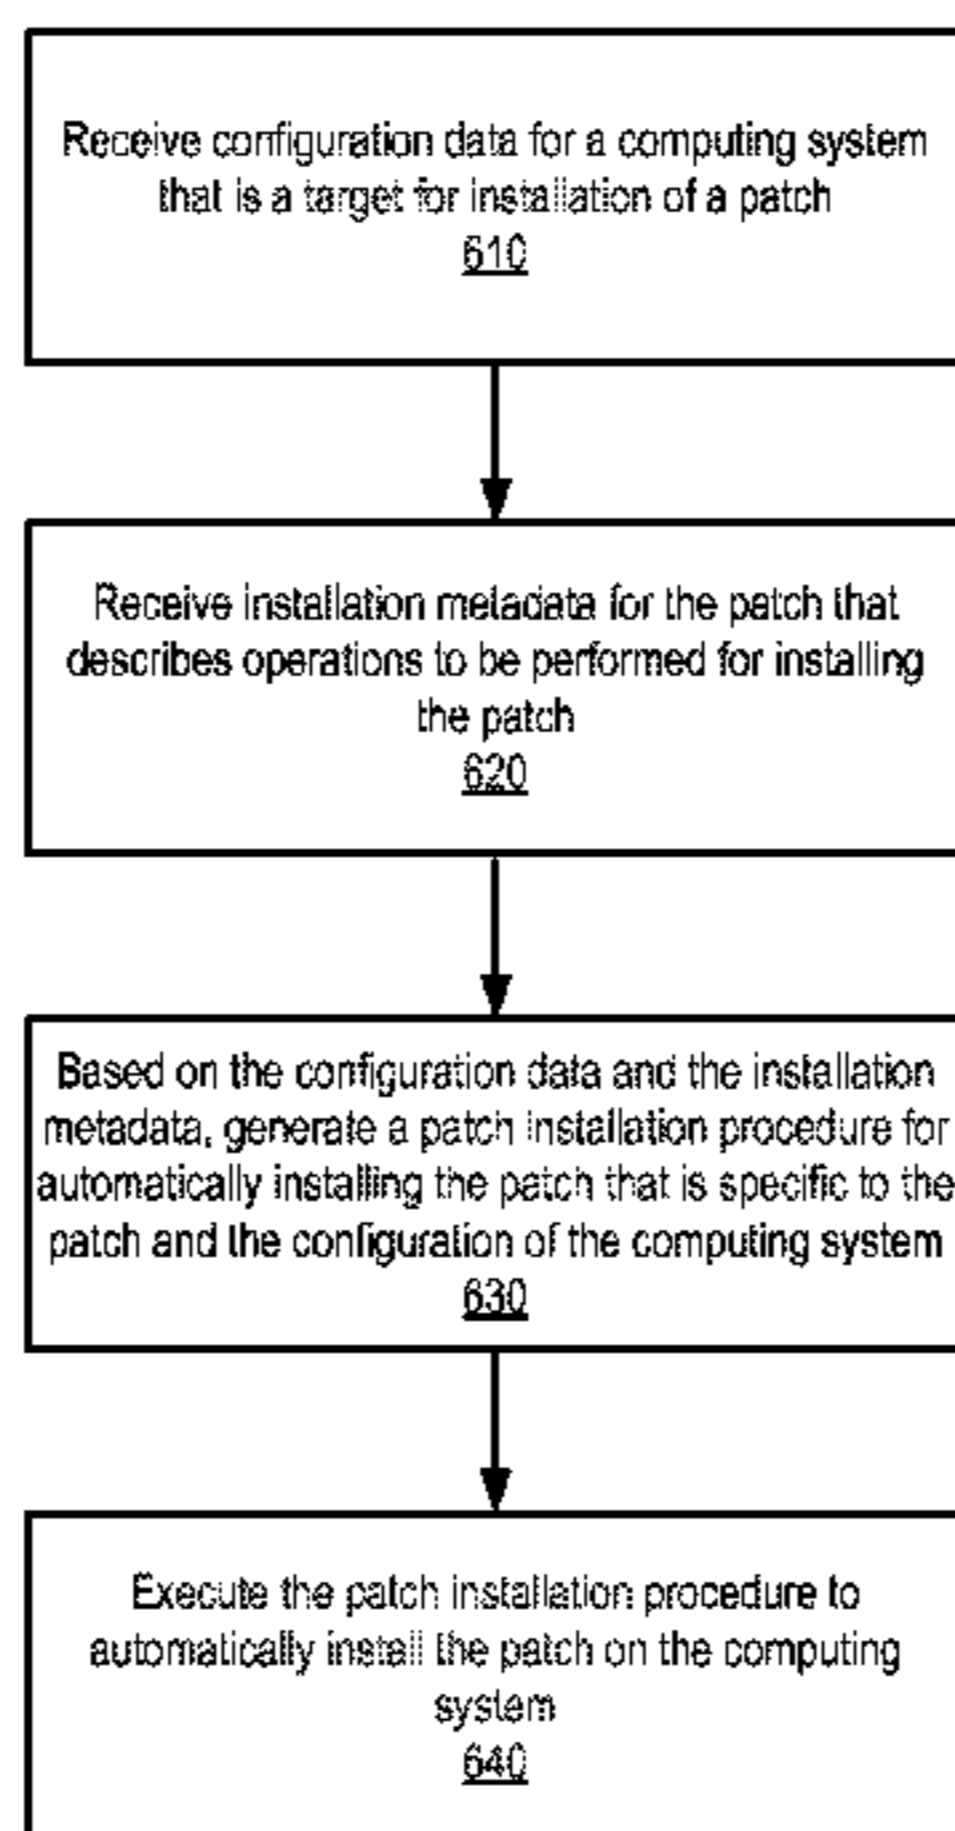 Receive configuration data for a computing system
that is a target for installation of a patch
610
Receive installation metadata for the patch that
describes operations to be performed for installing
the patch
620
Based on the configuration data and the installation
metadata, generate a patch installation procedure for
automatically installing the patch that is specific to the
patch and the configuration of the computing system
630
Execute the patch installation procedure to
automatically install the patch on the computing
system
640